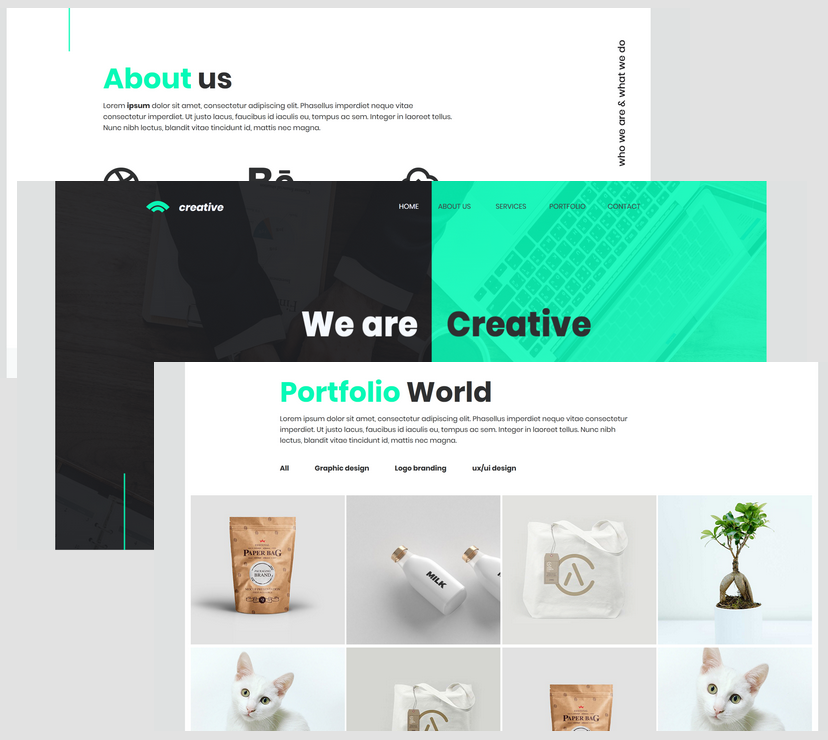 About us
Lorem ipsum dolor sit amet, consectetur adipiscing elit. Phasellus imperdiet neque vitae
consectetur imperdiet. Ut justo lacus, faucibus id iaculis eu, tempus ac sem. Integer in laoreet tellus.
Nunc nibh lectus, blandit vitae tincidunt id, mattis nec magna.
who we are & what we do
creative
HOME ABOUT US SERVICES PORTFOLIO CONTACT
We are Creative
Portfolio World
Lorem ipsum dolor sit amet, consectetur adipiscing elit. Phasellus imperdiet neque vitae consectetur
imperdiet. Ut justo lacus, faucibus id iaculis eu, tempus ac sem. Integer in laoreet tellus. Nunc nibh
lectus, blandit vitae tincidunt id, mattis nec magna.
All Graphic design Logo branding ux/ui design
PAPER BAG
BRAND
MILK
PAPER BAG